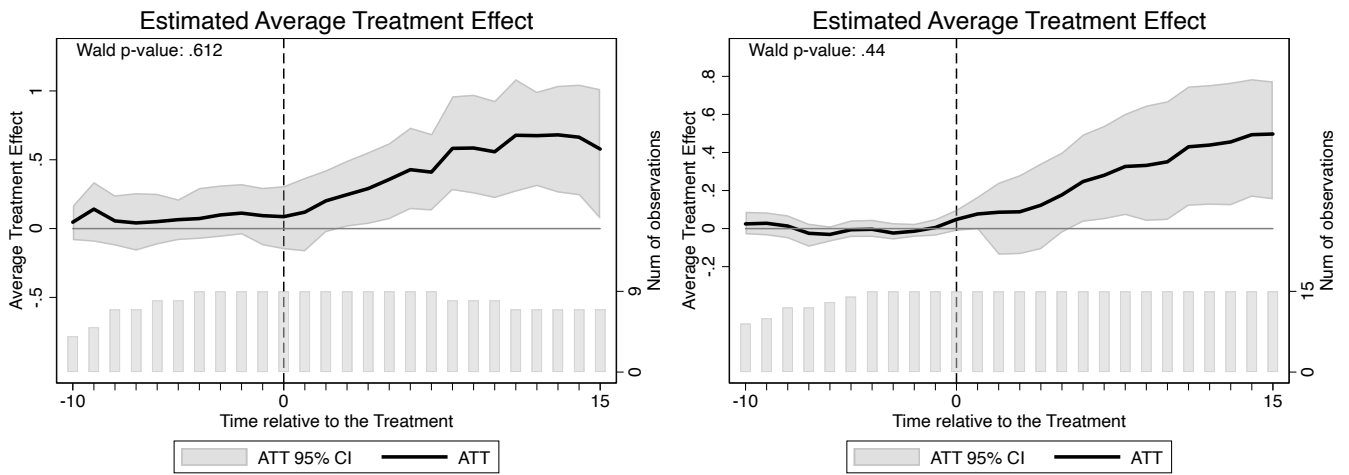 Estimated Average Treatment Effect
Wald p-value: .612
Average Treatment Effect
1
.5
0
-.5
Num of observations
9
0
-10
0
15
Time relative to the Treatment
ATT 95% CI
ATT
Estimated Average Treatment Effect
Wald p-value: .44
Average Treatment Effect
.8
.6
.4
.2
0
-.2
Num of observations
15
0
-10
0
15
Time relative to the Treatment
ATT 95% CI
ATT